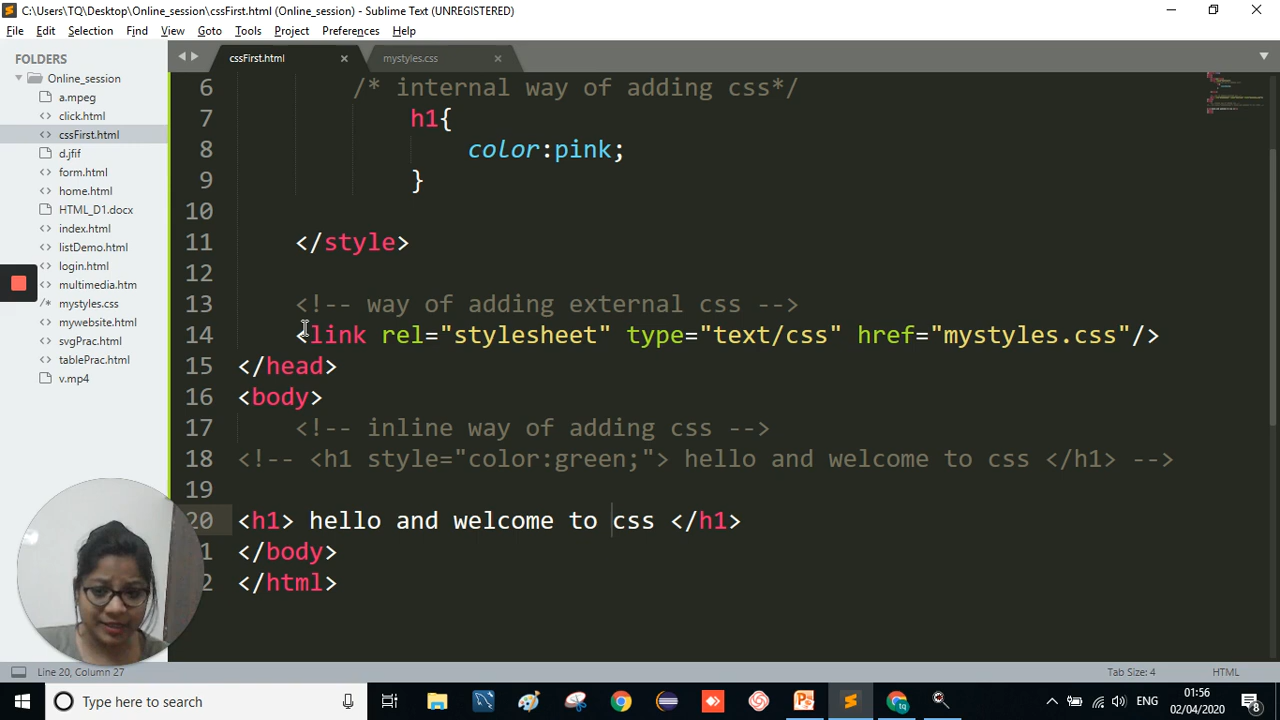 C:\Users\TQ\Desktop\Online_session\cssFirst.html (Online_session) - Sublime Text (UNREGISTERED)
File Edit Selection Find View Goto Tools Project Preferences Help
FOLDERS
Online_session
a.mpeg
click.html
cssFirst.html
d.jfif
form.html
home.html
HTML_D1.docx
index.html
listDemo.html
login.html
multimedia.htm
mystyles.css
mywebsite.html
svgPrac.html
tablePrac.html
v.mp4
cssFirst.html mystyles.css
6 /* internal way of adding css*/
7 h1{
8 color:pink;
9 }
10
11 </style>
12
13 <!-- way of adding external css -->
14 <link rel="stylesheet" type="text/css" href="mystyles.css"/>
15 </head>
16 <body>
17 <!-- inline way of adding css -->
18 <!-- <h1 style="color:green;"> hello and welcome to css </h1> -->
19
20 <h1> hello and welcome to css </h1>
1 </body>
2 </html>
Line 20, Column 27 Tab Size: 4 HTML
Type here to search
ENG
01:56
02/04/2020
8